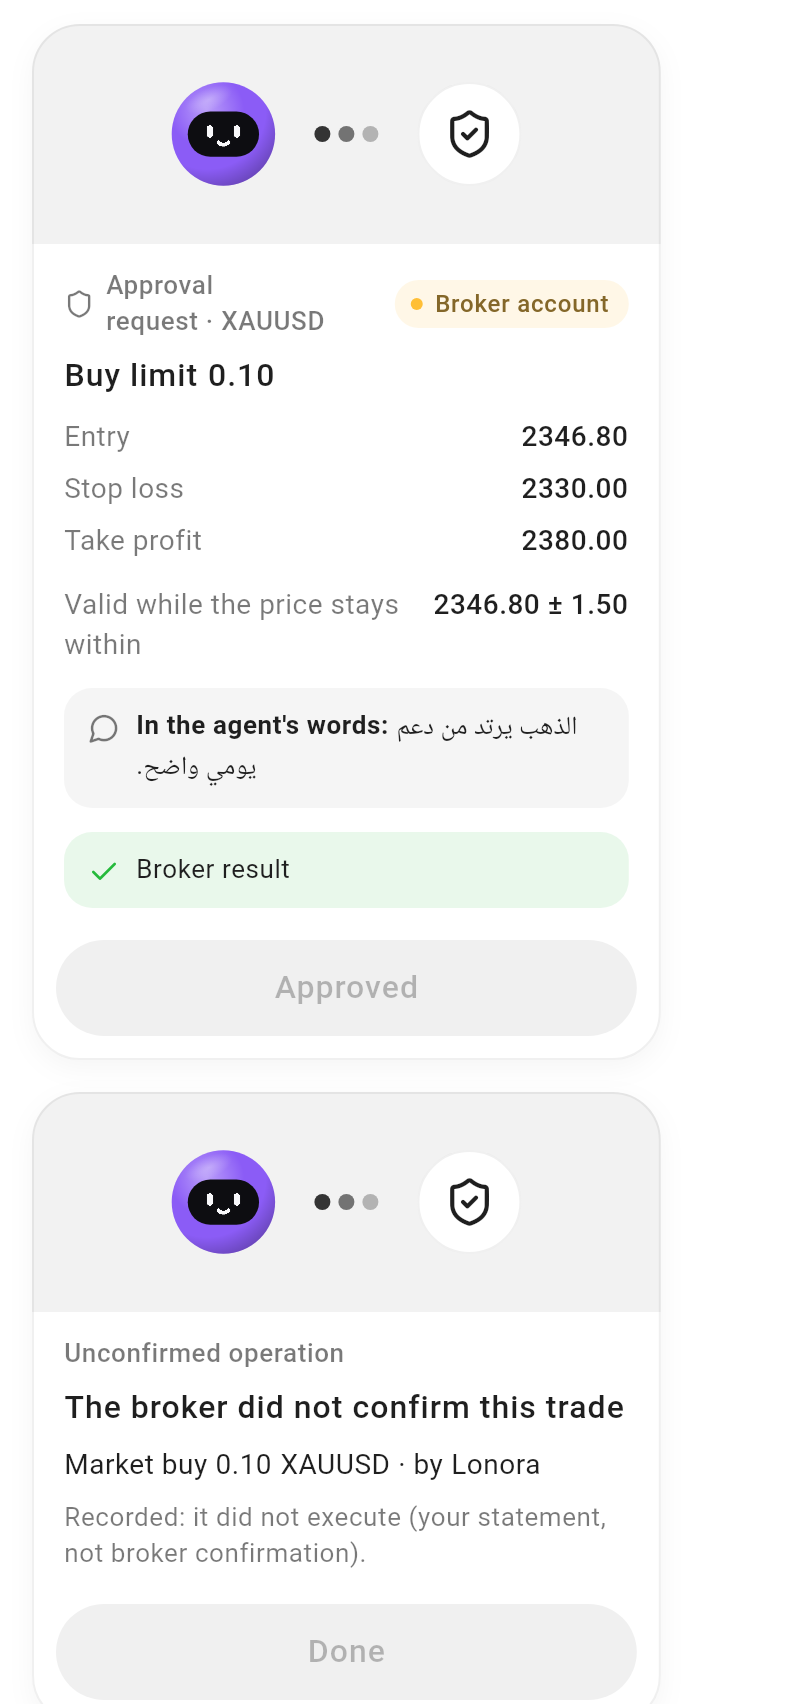 Approval
request · XAUUSD
Broker account
Buy limit 0.10
Entry 2346.80
Stop loss 2330.00
Take profit 2380.00
Valid while the price stays 2346.80 ± 1.50
within
In the agent's words: الذهب يرتد من دعم
يومي واضح.
Broker result
Approved
Unconfirmed operation
The broker did not confirm this trade
Market buy 0.10 XAUUSD · by Lonora
Recorded: it did not execute (your statement,
not broker confirmation).
Done